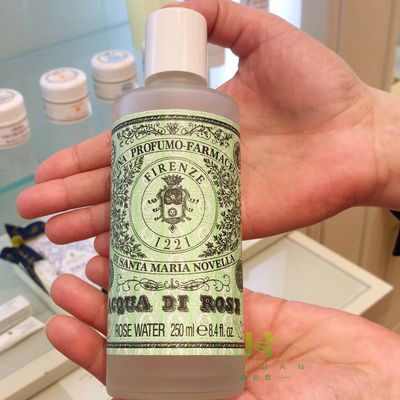 NA PROFUMO-FARMAC
FIRENZE
1221
DI SANTA MARIA NOVELLA
ACQUA DI ROSE
ROSE WATER 250 ml e 8.4 fl. oz.